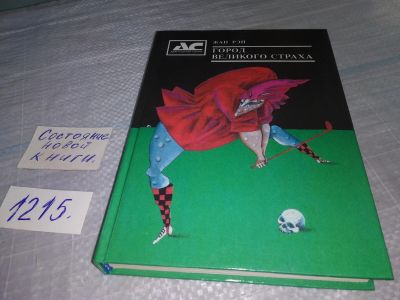 АС
ЖАН РЭЙ
ГОРОД
ВЕЛИКОГО СТРАХА
Состояние
новой
книги.
1215.